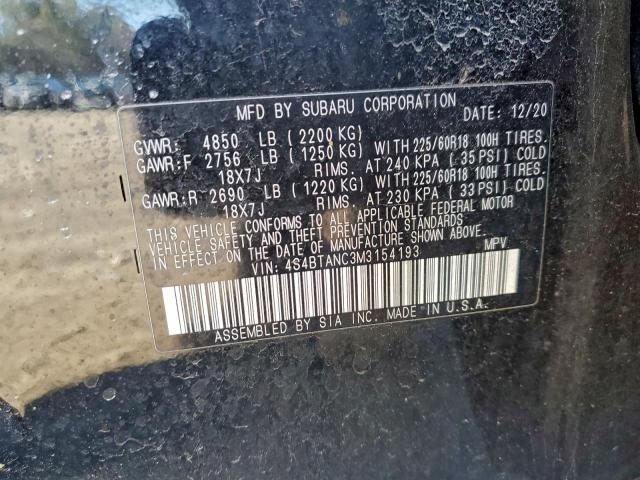 MFD BY SUBARU CORPORATION DATE: 12/20
GVWR: 4850 LB (2200 KG)
GAWR:F 2756 LB (1250 KG) WITH 225/60R18 100H TIRES.
18X7J RIMS. AT 240 KPA (35 PSI) COLD
GAWR:R 2690 LB (1220 KG) WITH 225/60R18 100H TIRES.
18X7J RIMS. AT 230 KPA (33 PSI) COLD
THIS VEHICLE CONFORMS TO ALL APPLICABLE FEDERAL MOTOR
VEHICLE SAFETY AND THEFT PREVENTION STANDARDS
IN EFFECT ON THE DATE OF MANUFACTURE SHOWN ABOVE.
VIN: 4S4BTANC3M3154193 MPV
ASSEMBLED BY SIA INC. MADE IN U.S.A.